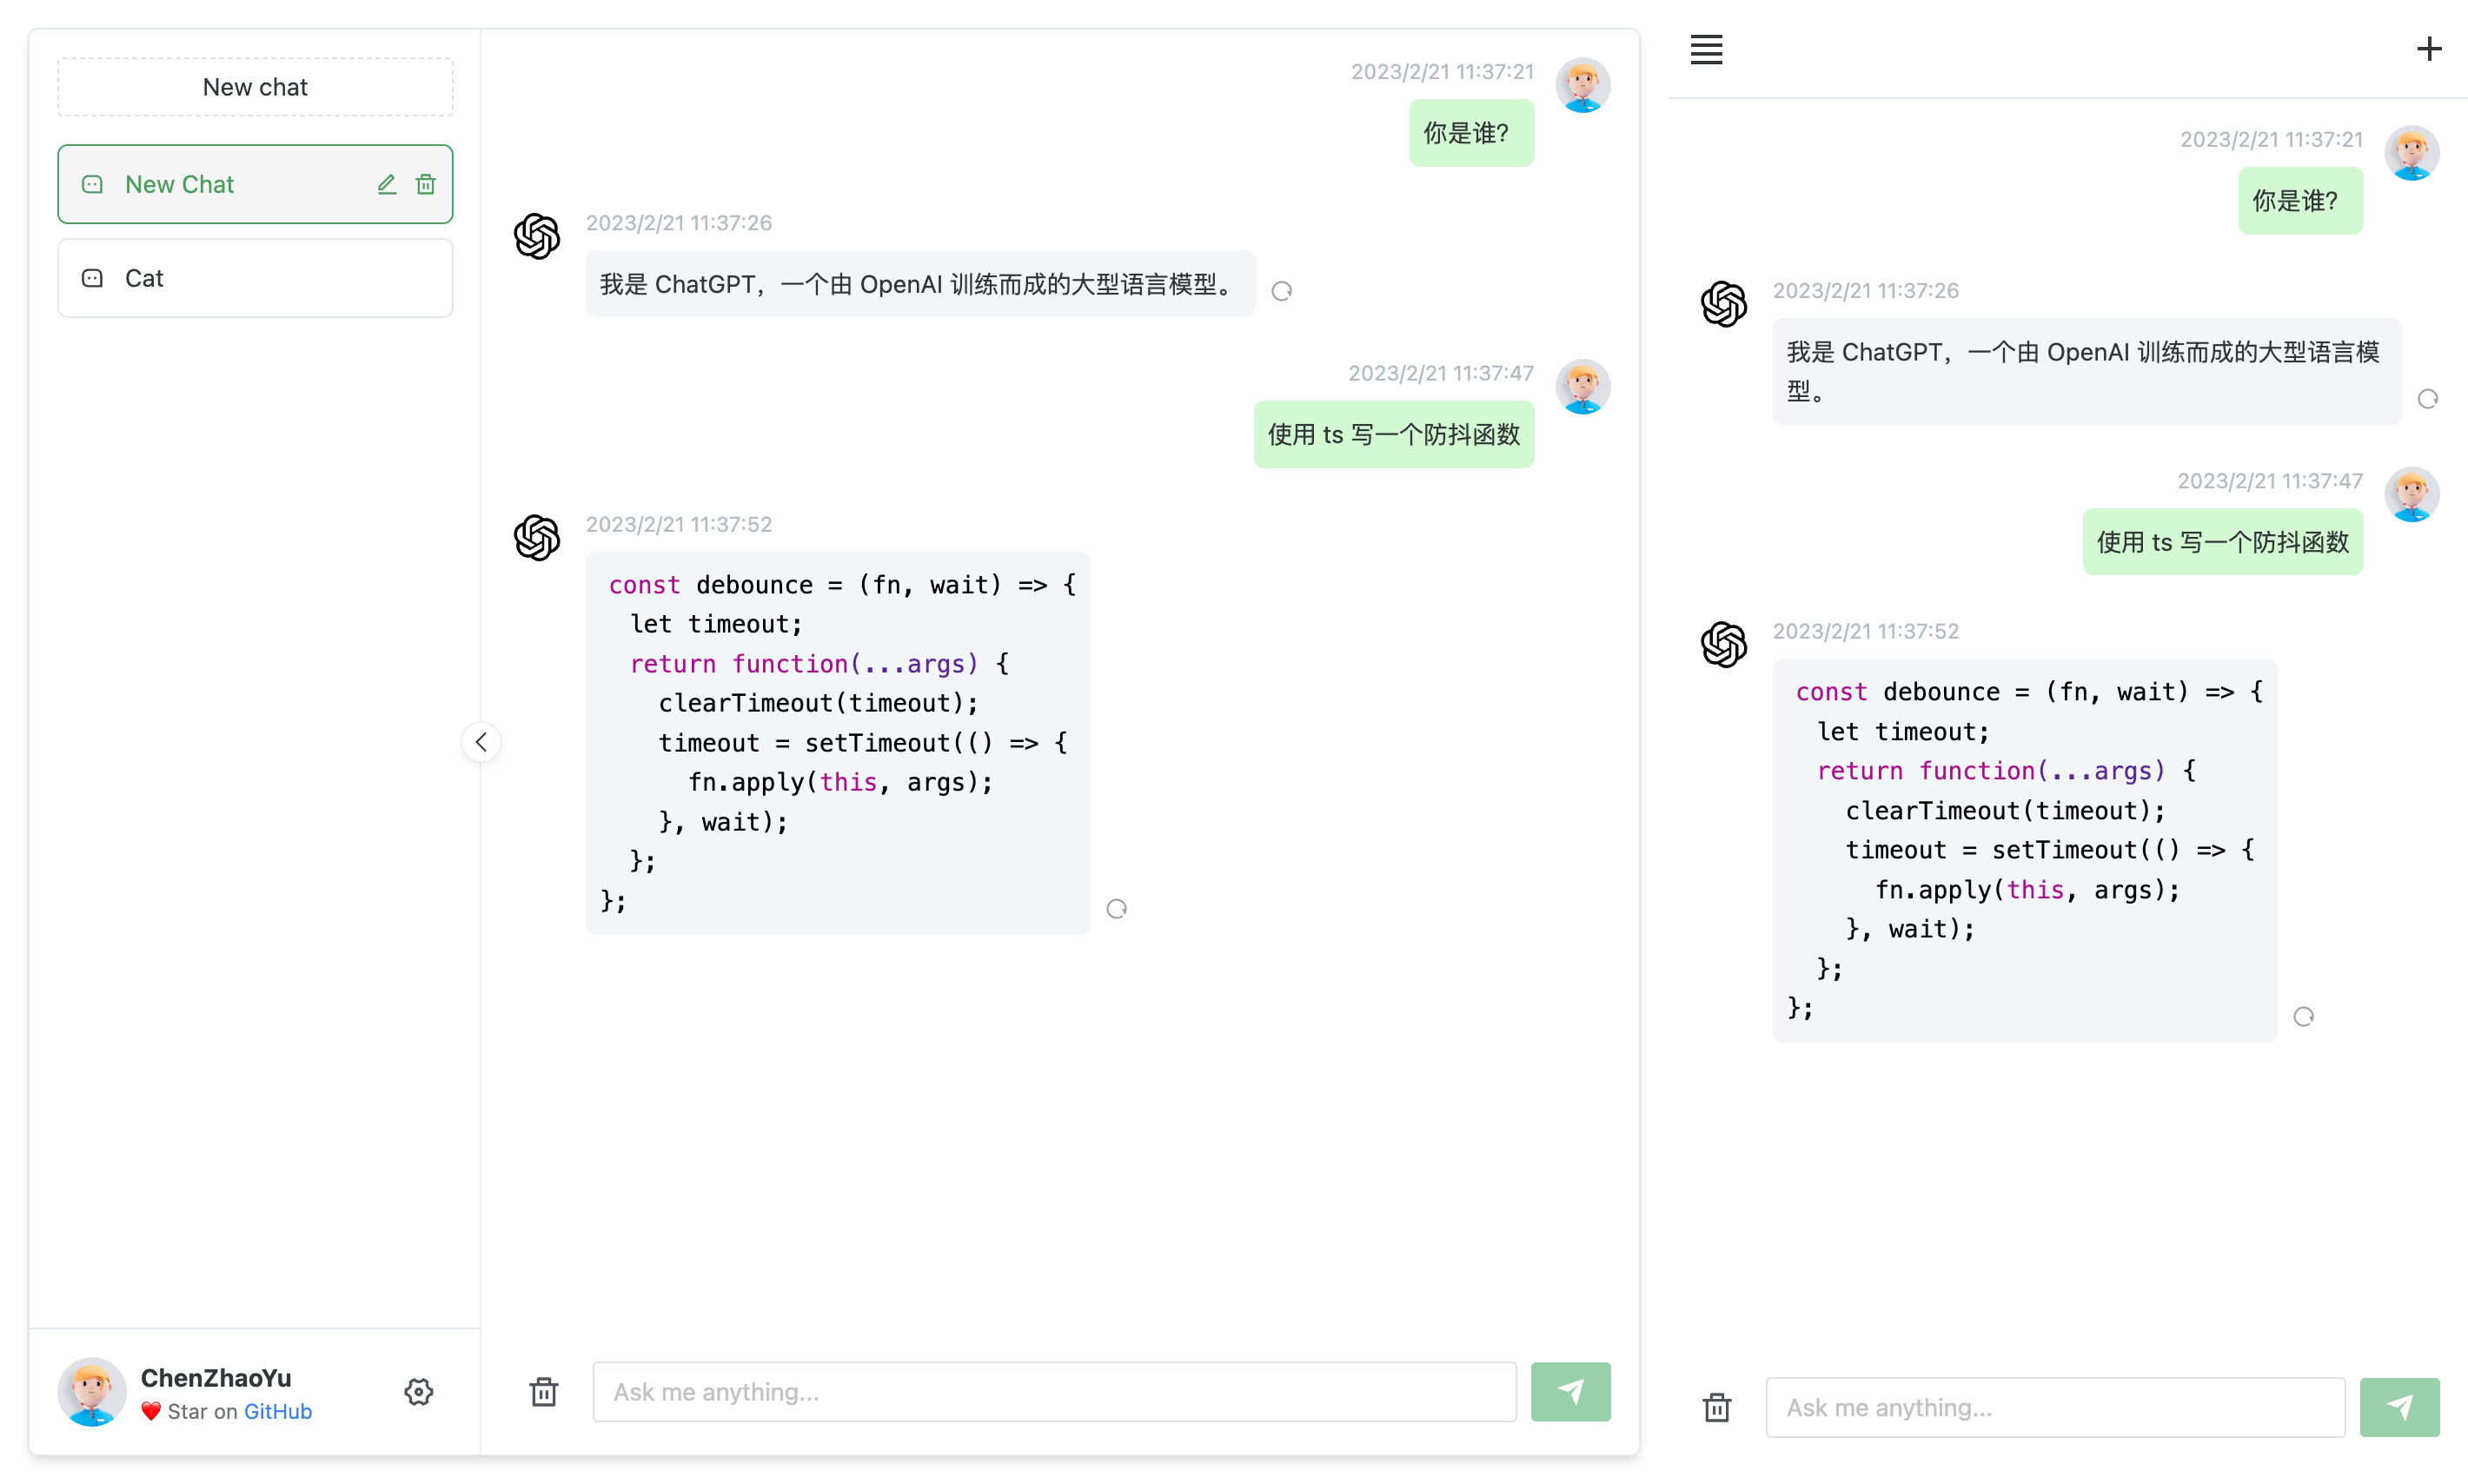 New chat
New Chat
Cat
ChenZhaoYu
❤️ Star on GitHub
2023/2/21 11:37:21
你是谁?
2023/2/21 11:37:26
我是 ChatGPT，一个由 OpenAI 训练而成的大型语言模型。
2023/2/21 11:37:47
使用 ts 写一个防抖函数
2023/2/21 11:37:52
const debounce = (fn, wait) => {
  let timeout;
  return function(...args) {
    clearTimeout(timeout);
    timeout = setTimeout(() => {
      fn.apply(this, args);
    }, wait);
  };
};
Ask me anything...
2023/2/21 11:37:21
你是谁?
2023/2/21 11:37:26
我是 ChatGPT，一个由 OpenAI 训练而成的大型语言模
型。
2023/2/21 11:37:47
使用 ts 写一个防抖函数
2023/2/21 11:37:52
const debounce = (fn, wait) => {
  let timeout;
  return function(...args) {
    clearTimeout(timeout);
    timeout = setTimeout(() => {
      fn.apply(this, args);
    }, wait);
  };
};
Ask me anything...